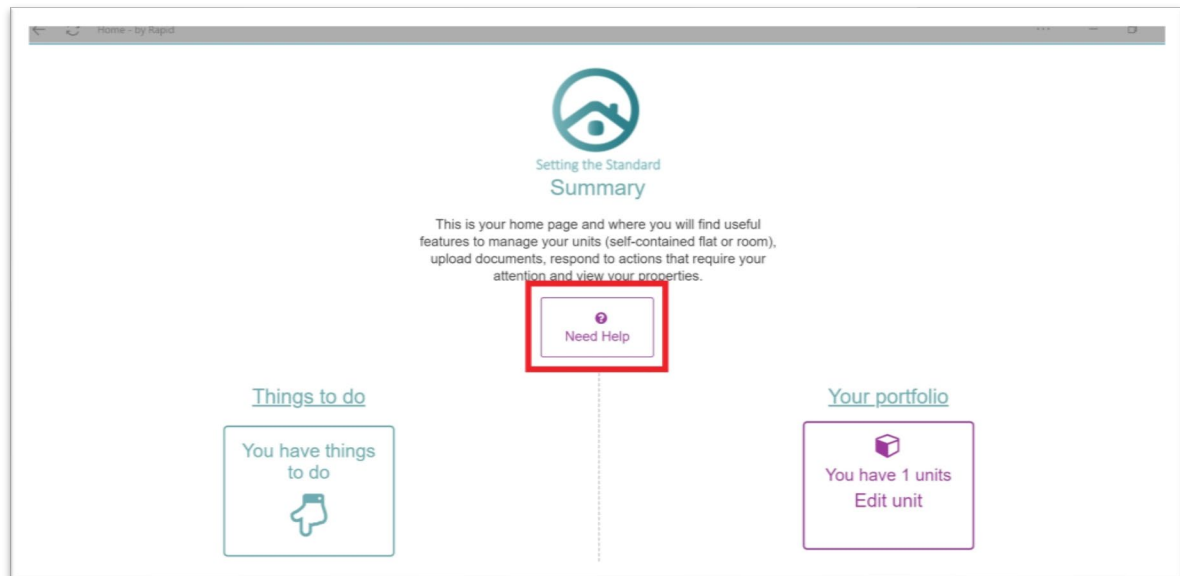 Home - by Rapid
Setting the Standard
Summary
This is your home page and where you will find useful
features to manage your units (self-contained flat or room),
upload documents, respond to actions that require your
attention and view your properties.
Need Help
Things to do
You have things
to do
Your portfolio
You have 1 units
Edit unit